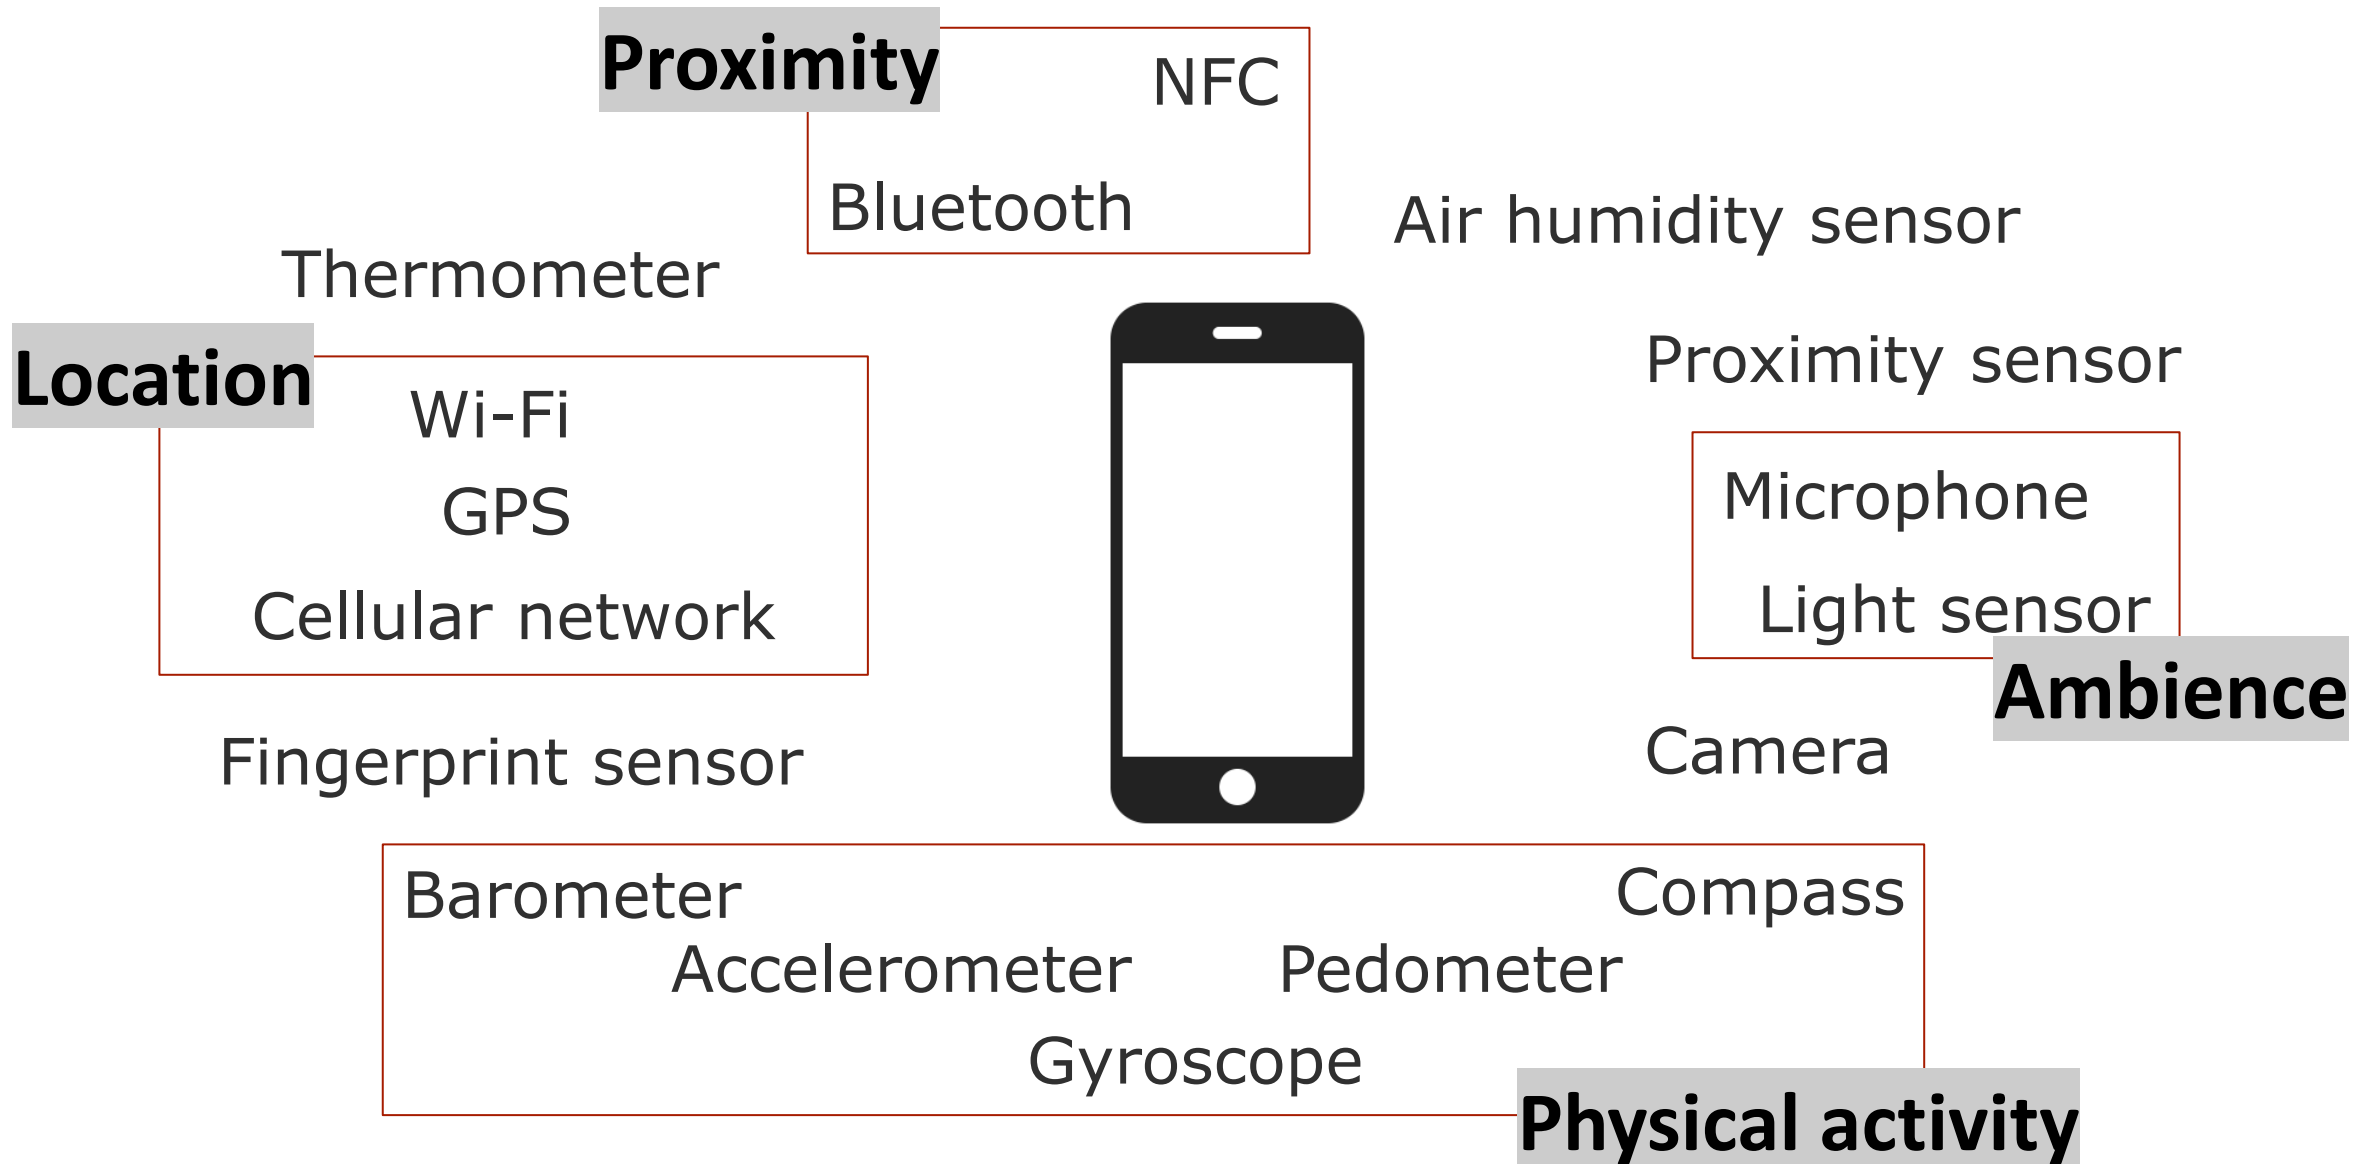 Proximity
NFC
Bluetooth
Air humidity sensor
Thermometer
Proximity sensor
Location
Wi-Fi
GPS
Cellular network
Microphone
Light sensor
Ambience
Fingerprint sensor
Camera
Barometer
Compass
Accelerometer
Pedometer
Gyroscope
Physical activity